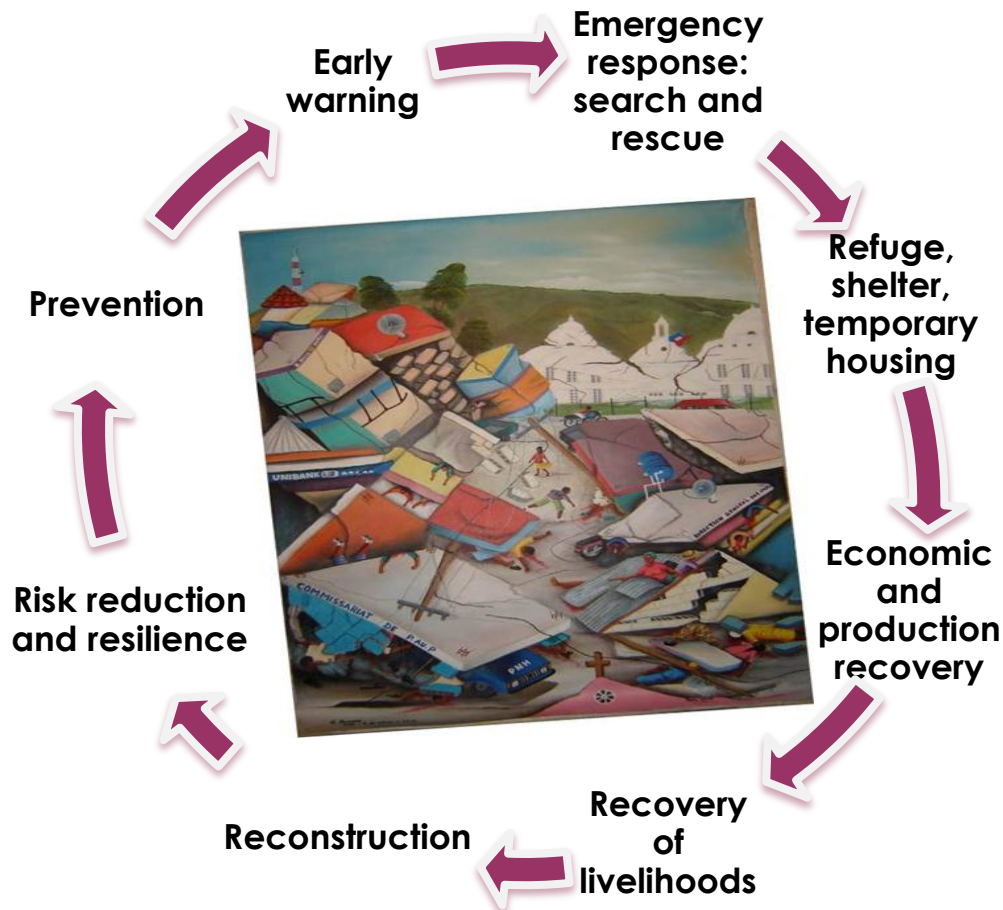 Early
warning
Emergency
response:
search and
rescue
Refuge,
shelter,
temporary
housing
Economic
and
production
recovery
Recovery
of
livelihoods
Reconstruction
Risk reduction
and resilience
Prevention
UNIBANK
COMMISSARIAT DE P.AU.P
PNH